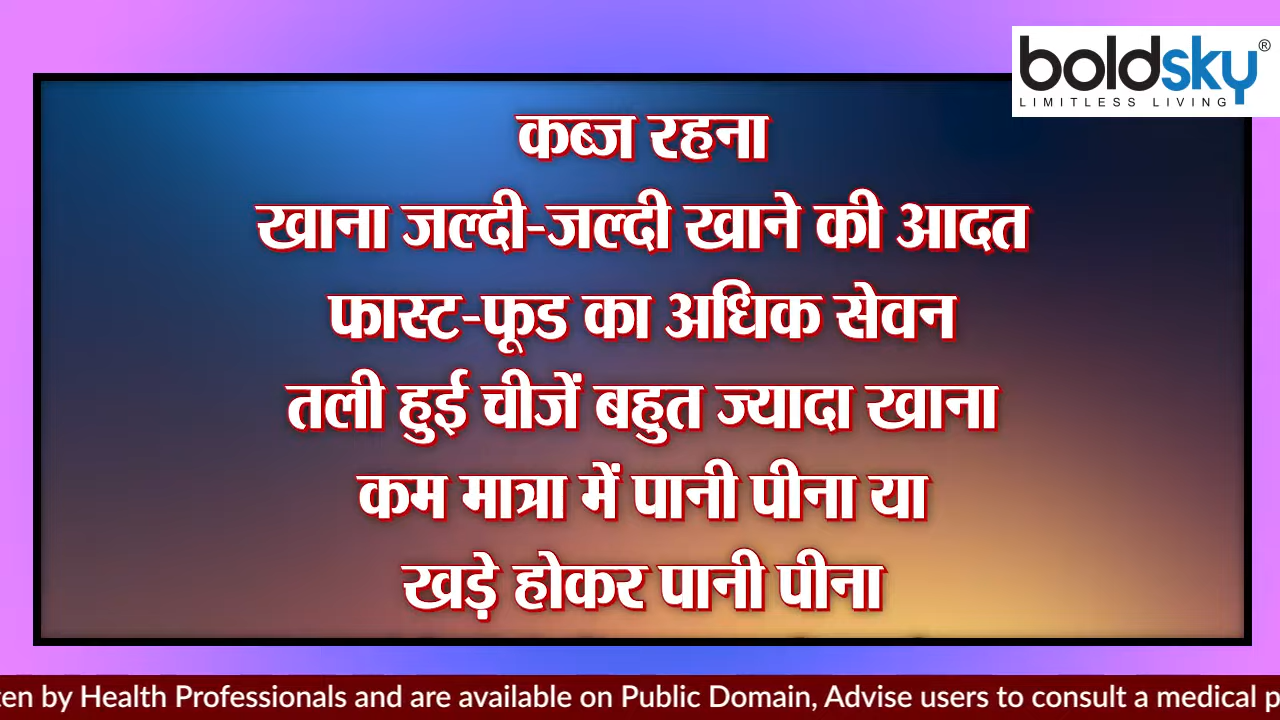 boldsky®
LIMITLESS LIVING
कब्ज रहना
खाना जल्दी-जल्दी खाने की आदत
फास्ट-फूड का अधिक सेवन
तली हुई चीजें बहुत ज्यादा खाना
कम मात्रा में पानी पीना या
खड़े होकर पानी पीना
by Health Professionals and are available on Public Domain, Advise users to consult a medical